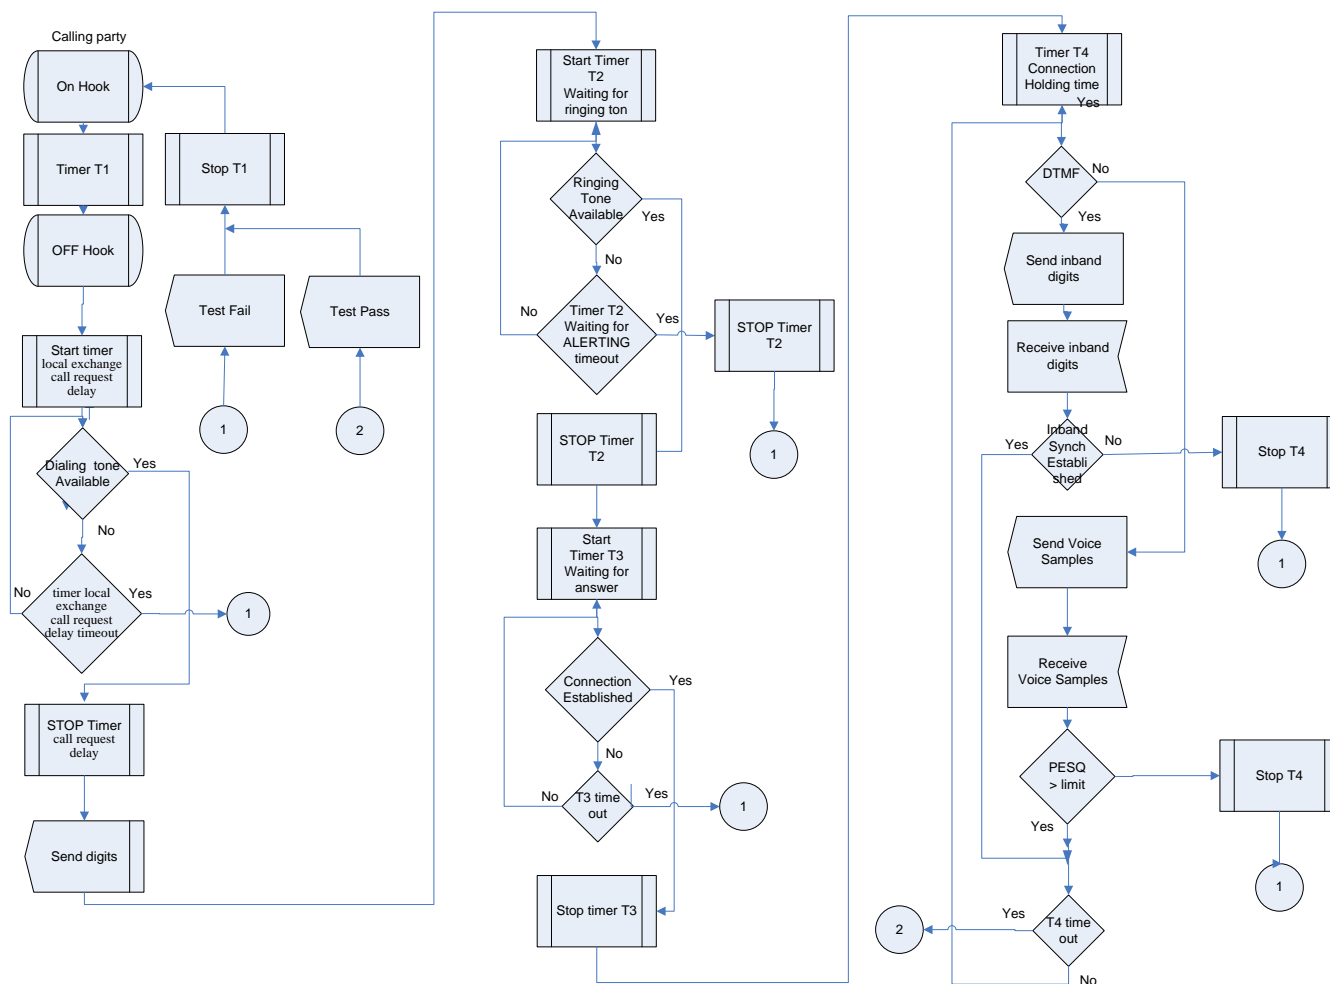 Calling party
On Hook
Timer T1
Stop T1
OFF Hook
Test Fail
Test Pass
Start timer
local exchange
call request
delay
1
2
Dialing tone
Available
Yes
No
No
timer local
exchange
call request
delay timeout
Yes
1
STOP Timer
call request
delay
Send digits
Start Timer
T2
Waiting for
ringing ton
Ringing
Tone
Available
Yes
No
No
Timer T2
Waiting for
ALERTING
timeout
Yes
STOP Timer
T2
STOP Timer
T2
1
Start
Timer T3
Waiting for
answer
Connection
Established
Yes
No
No
T3 time
out
Yes
1
Stop timer T3
Timer T4
Connection
Holding time
Yes
DTMF
No
Yes
Send inband
digits
Receive inband
digits
Yes
Inband
Synch
Establi
shed
No
Stop T4
1
Send Voice
Samples
Receive
Voice Samples
PESQ
> limit
Stop T4
Yes
1
Yes
2
T4 time
out
No